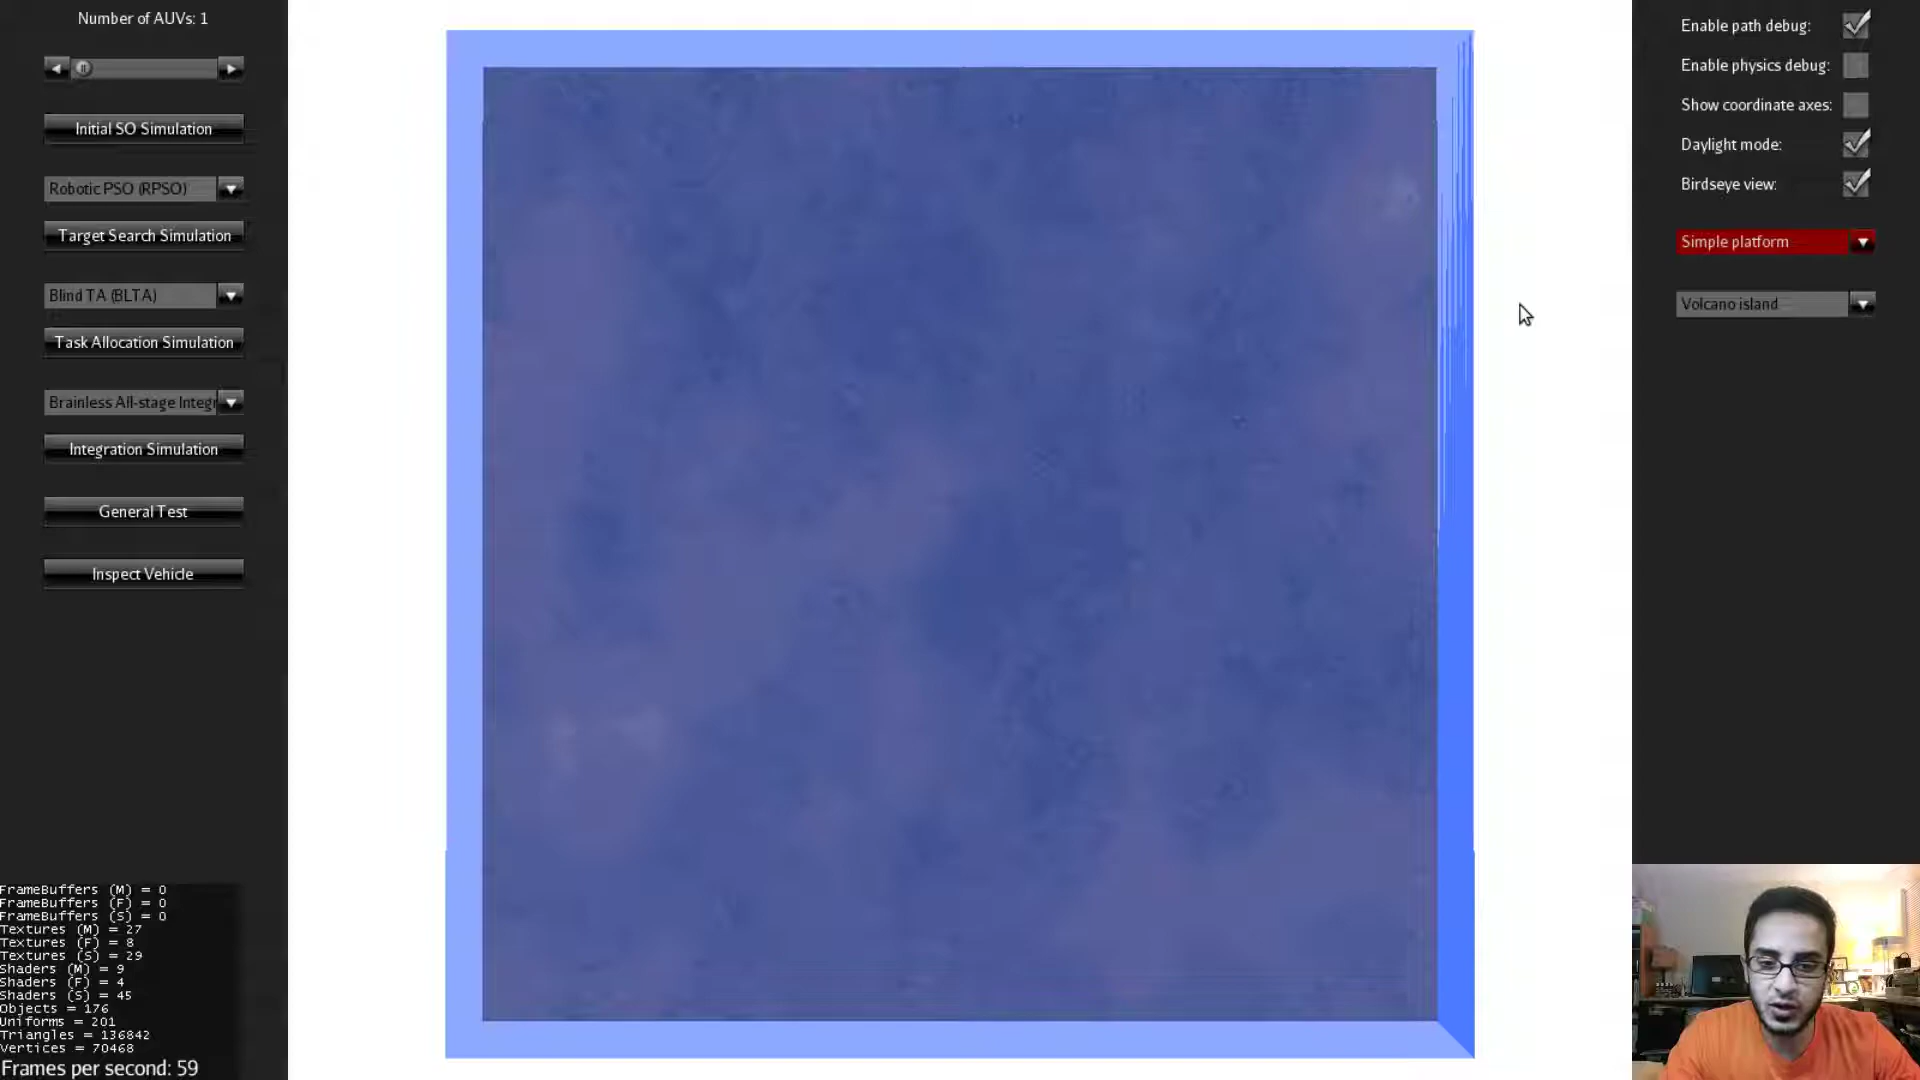 Number of AUVs: 1
Initial SO Simulation
Robotic PSO (RPSO)
Target Search Simulation
Blind TA (BLTA)
Task Allocation Simulation
Brainless All-stage Integr
Integration Simulation
General Test
Inspect Vehicle
FrameBuffers (M) = 0
FrameBuffers (F) = 0
FrameBuffers (S) = 0
Textures (M) = 27
Textures (F) = 8
Textures (S) = 29
Shaders (M) = 9
Shaders (F) = 4
Shaders (S) = 45
Objects = 176
Uniforms = 201
Triangles = 136842
Vertices = 70468
Frames per second: 59
Enable path debug:
Enable physics debug:
Show coordinate axes:
Daylight mode:
Birdseye view:
Simple platform
Volcano island